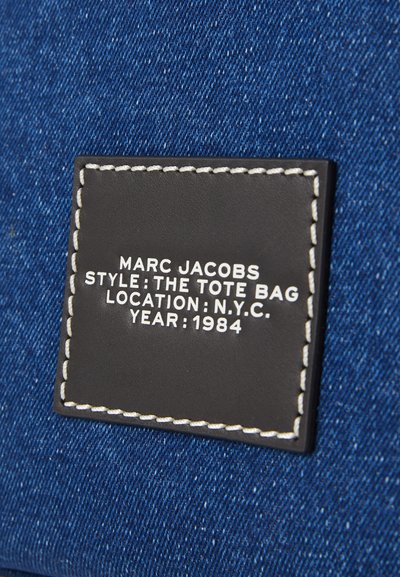 MARC JACOBS
STYLE: THE TOTE BAG
LOCATION: N.Y.C.
YEAR: 1984